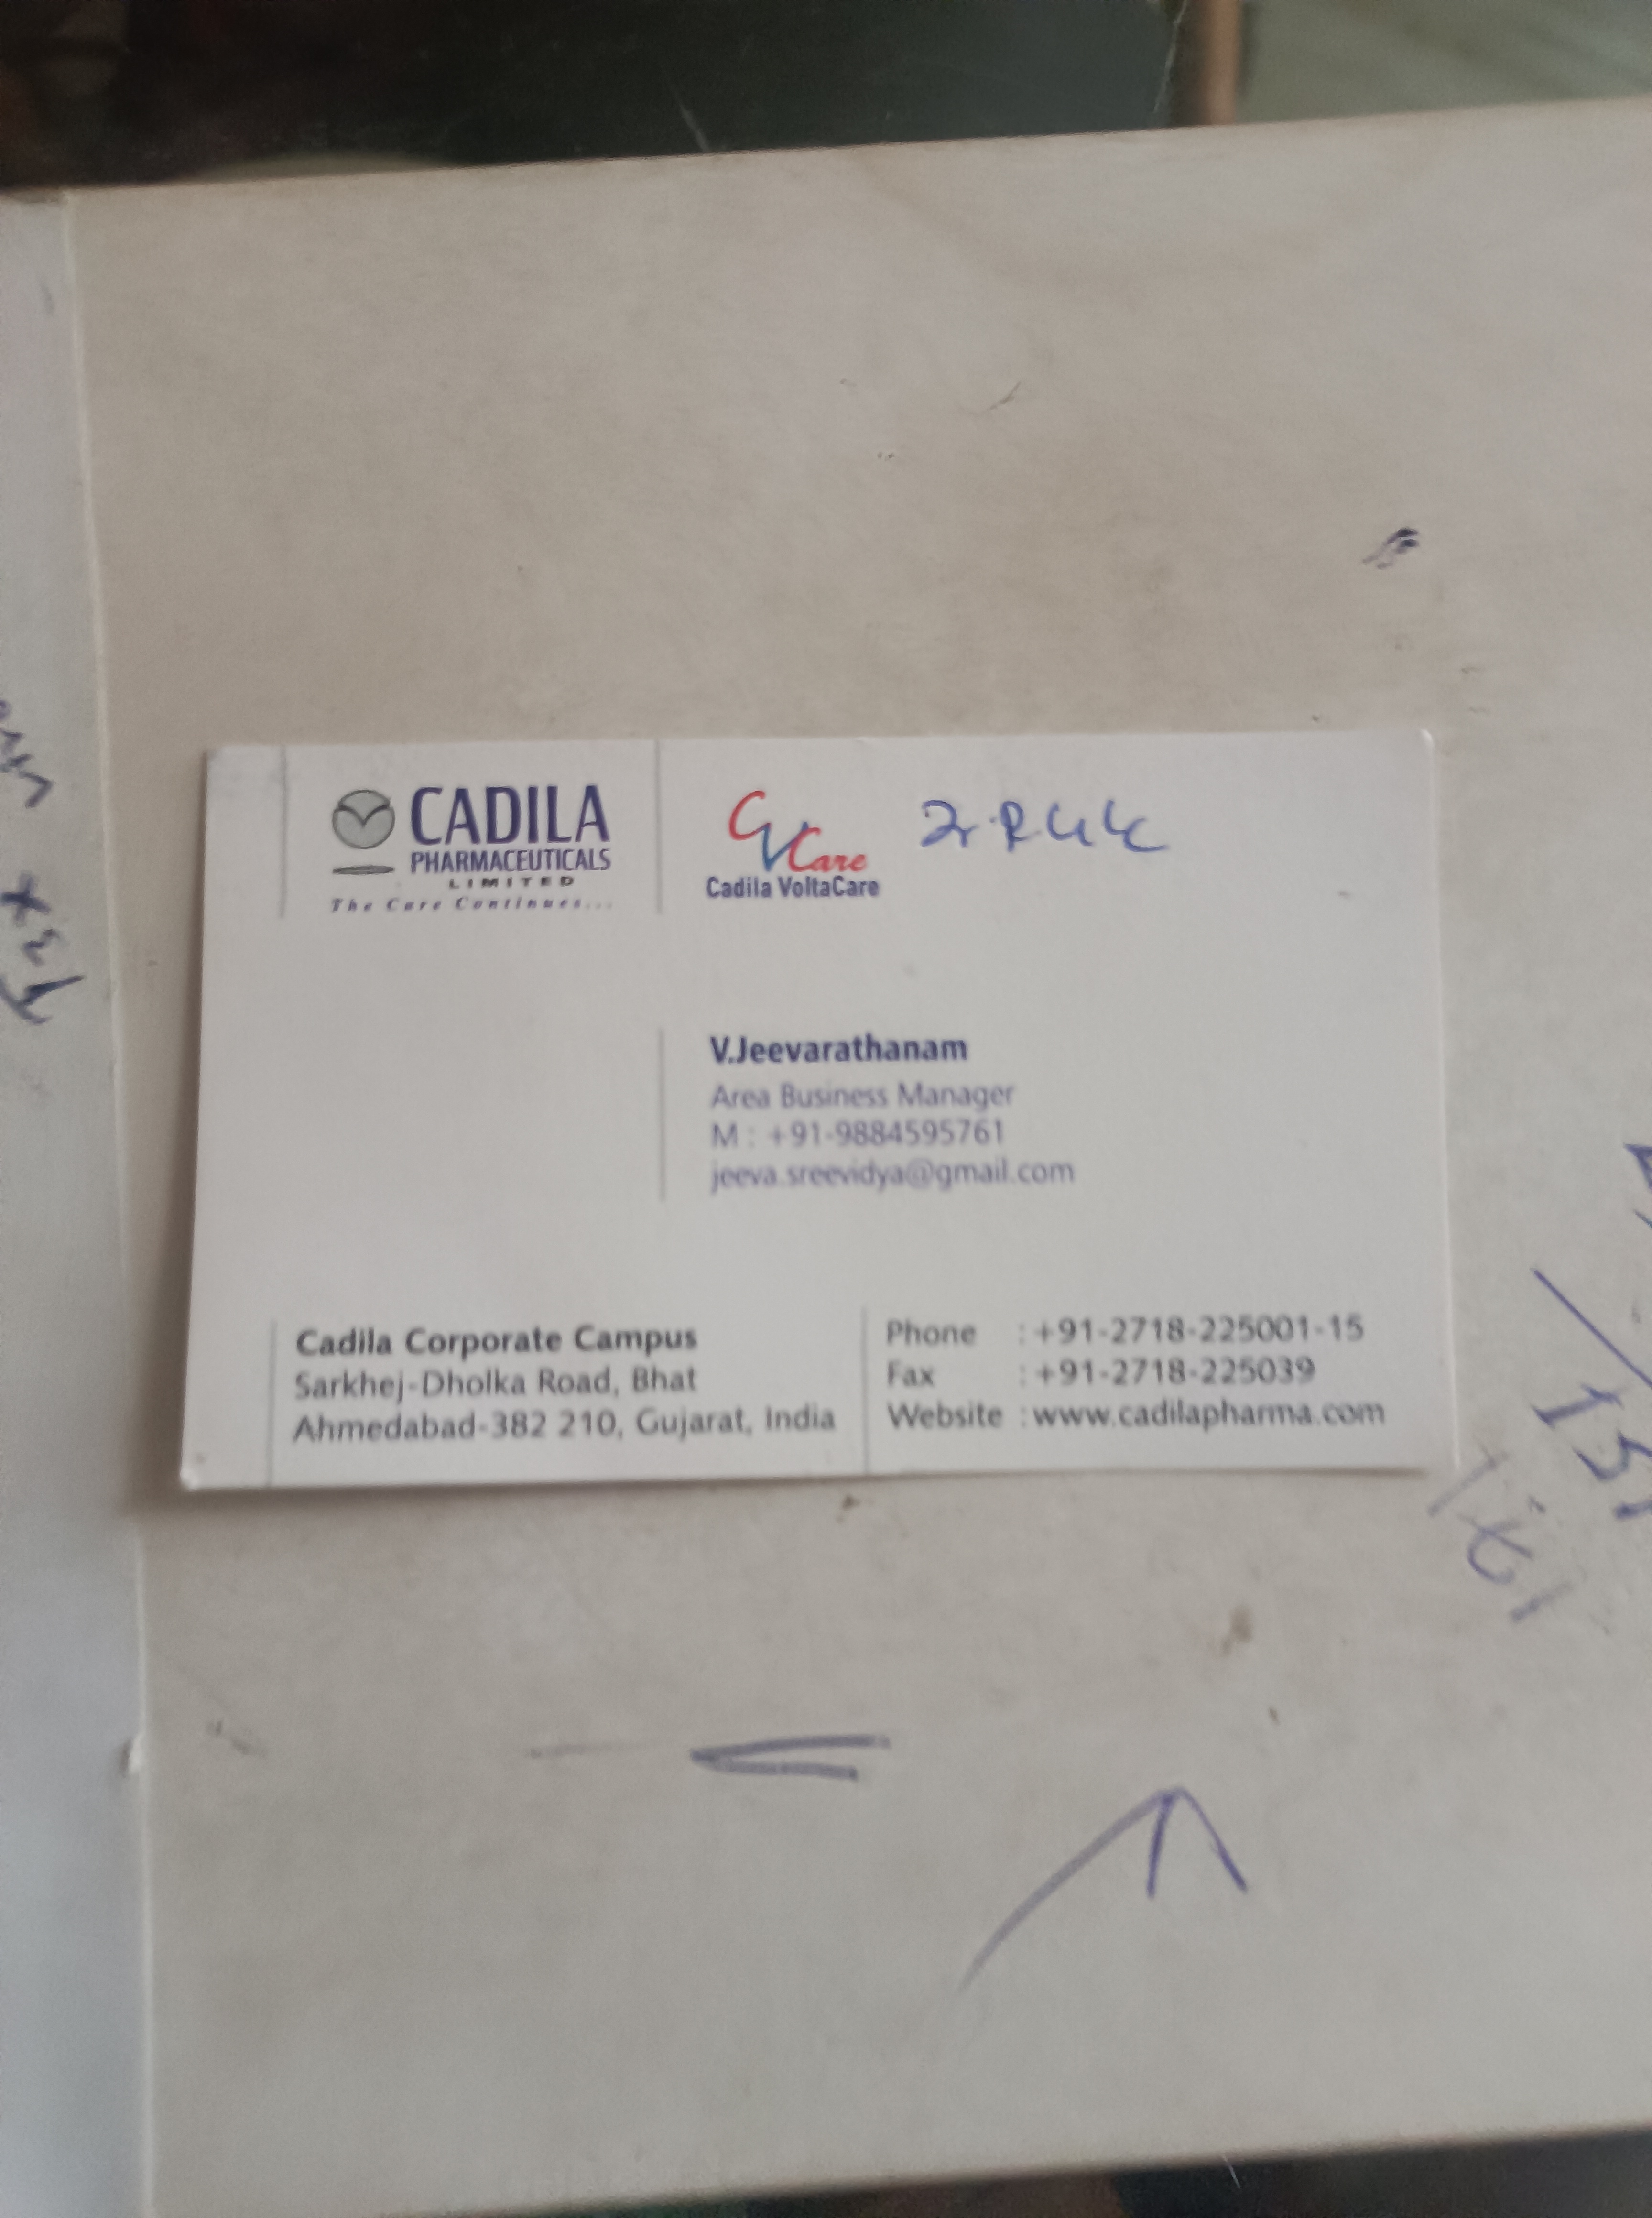 CADILA
PHARMACEUTICALS
LIMITED
The Care Continues...
CV Care
Cadila VoltaCare
V.Jeevarathanam
Area Business Manager
M : +91-9884595761
jeeva.sreevidya@gmail.com
Cadila Corporate Campus
Sarkhej-Dholka Road, Bhat
Ahmedabad-382 210, Gujarat, India
Phone : +91-2718-225001-15
Fax : +91-2718-225039
Website : www.cadilapharma.com